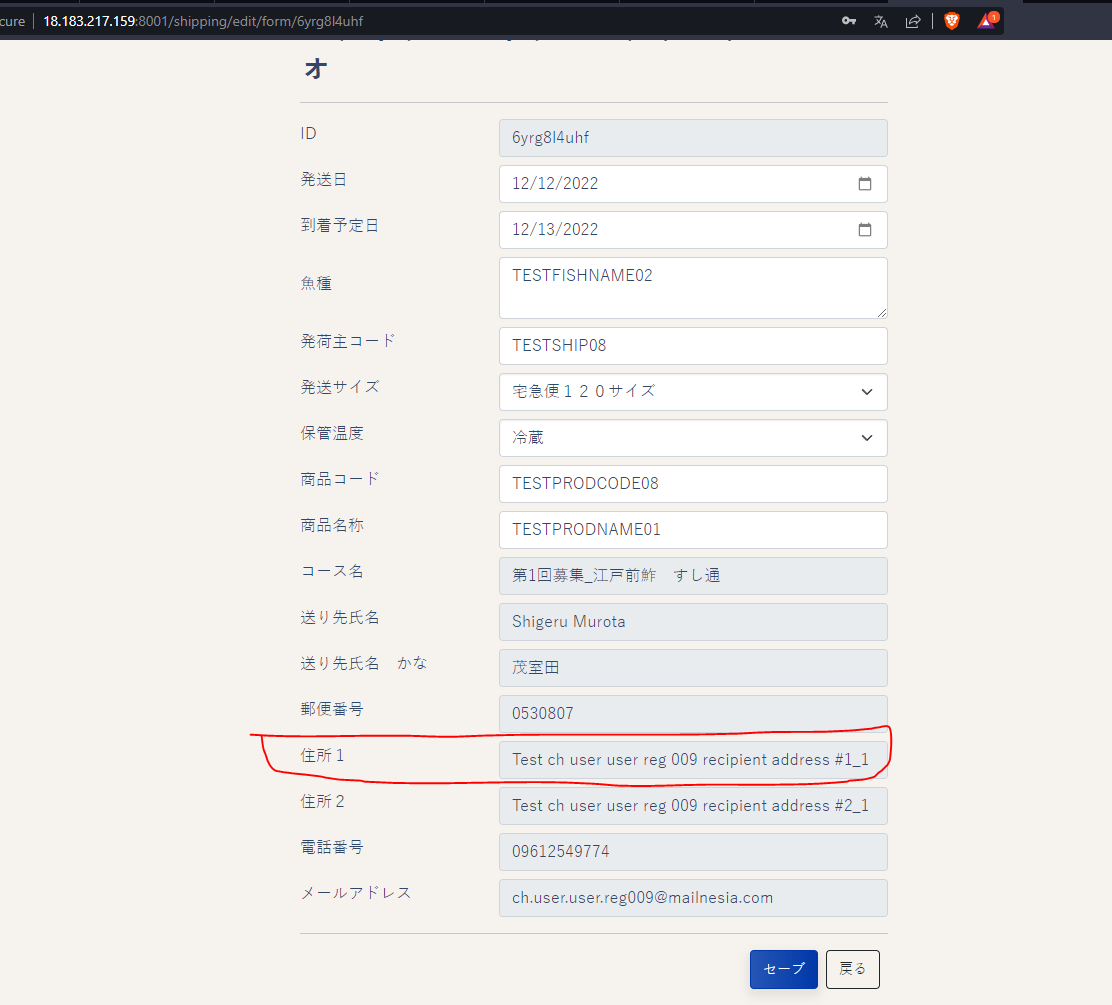 cure 18.183.217.159:8001/shipping/edit/form/6yrg8l4uhf 1
オ
ID 6yrg8l4uhf
発送日 12/12/2022
到着予定日 12/13/2022
魚種 TESTFISHNAME02
発荷主コード TESTSHIP08
発送サイズ 宅急便１２０サイズ
保管温度 冷蔵
商品コード TESTPRODCODE08
商品名称 TESTPRODNAME01
コース名 第1回募集_江戸前鮓　すし通
送り先氏名 Shigeru Murota
送り先氏名　かな 茂室田
郵便番号 0530807
住所１ Test ch user user reg 009 recipient address #1_1
住所２ Test ch user user reg 009 recipient address #2_1
電話番号 09612549774
メールアドレス ch.user.user.reg009@mailnesia.com
セーブ 戻る